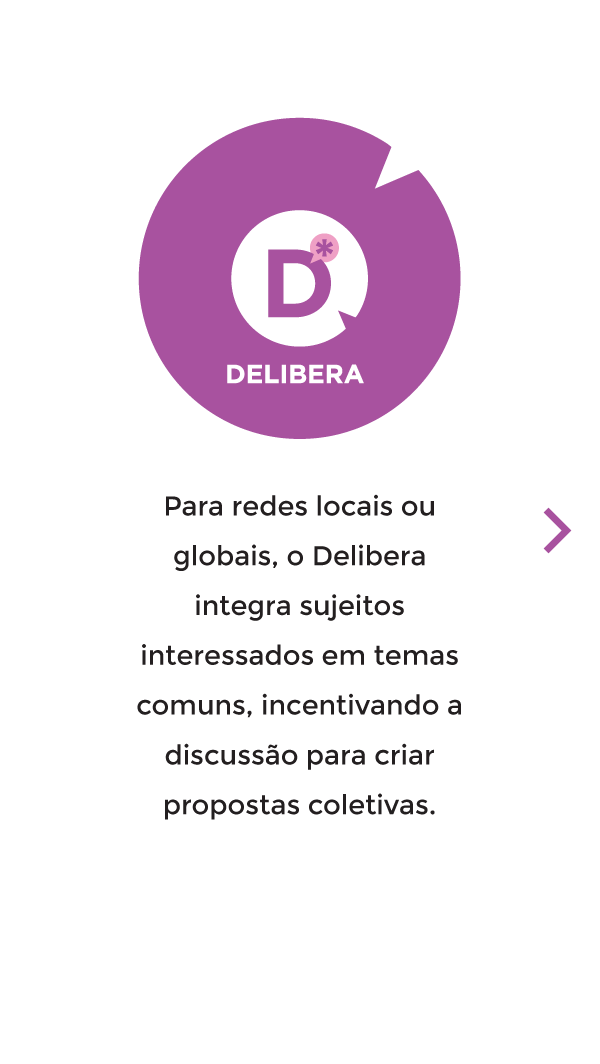 D*
DELIBERA
Para redes locais ou
globais, o Delibera
integra sujeitos
interessados em temas
comuns, incentivando a
discussão para criar
propostas coletivas.